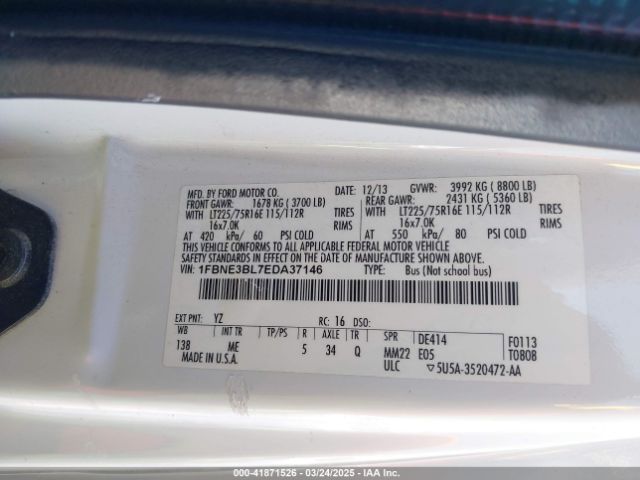 MFD. BY FORD MOTOR CO. DATE: 12/13 GVWR: 3992 KG ( 8800 LB)
FRONT GAWR: 1678 KG ( 3700 LB) REAR GAWR: 2431 KG ( 5360 LB)
WITH LT225/75R16E 115/112R TIRES WITH LT225/75R16E 115/112R TIRES
16x7.0K RIMS 16x7.0K RIMS
AT 420 kPa/ 60 PSI COLD AT 550 kPa/ 80 PSI COLD
THIS VEHICLE CONFORMS TO ALL APPLICABLE FEDERAL MOTOR VEHICLE
SAFETY STANDARDS IN EFFECT ON THE DATE OF MANUFACTURE SHOWN ABOVE.
VIN: 1FBNE3BL7EDA37146 TYPE: Bus (Not school Bus)
EXT PNT: YZ RC: 16 DSO:
WB INT TR TP/PS R AXLE TR SPR DE414 F0113
138 ME 5 34 Q MM22 E05 T0808
MADE IN U.S.A. ULC ▽5U5A-3520472-AA
000-41871526 - 03/24/2025 - IAA Inc.